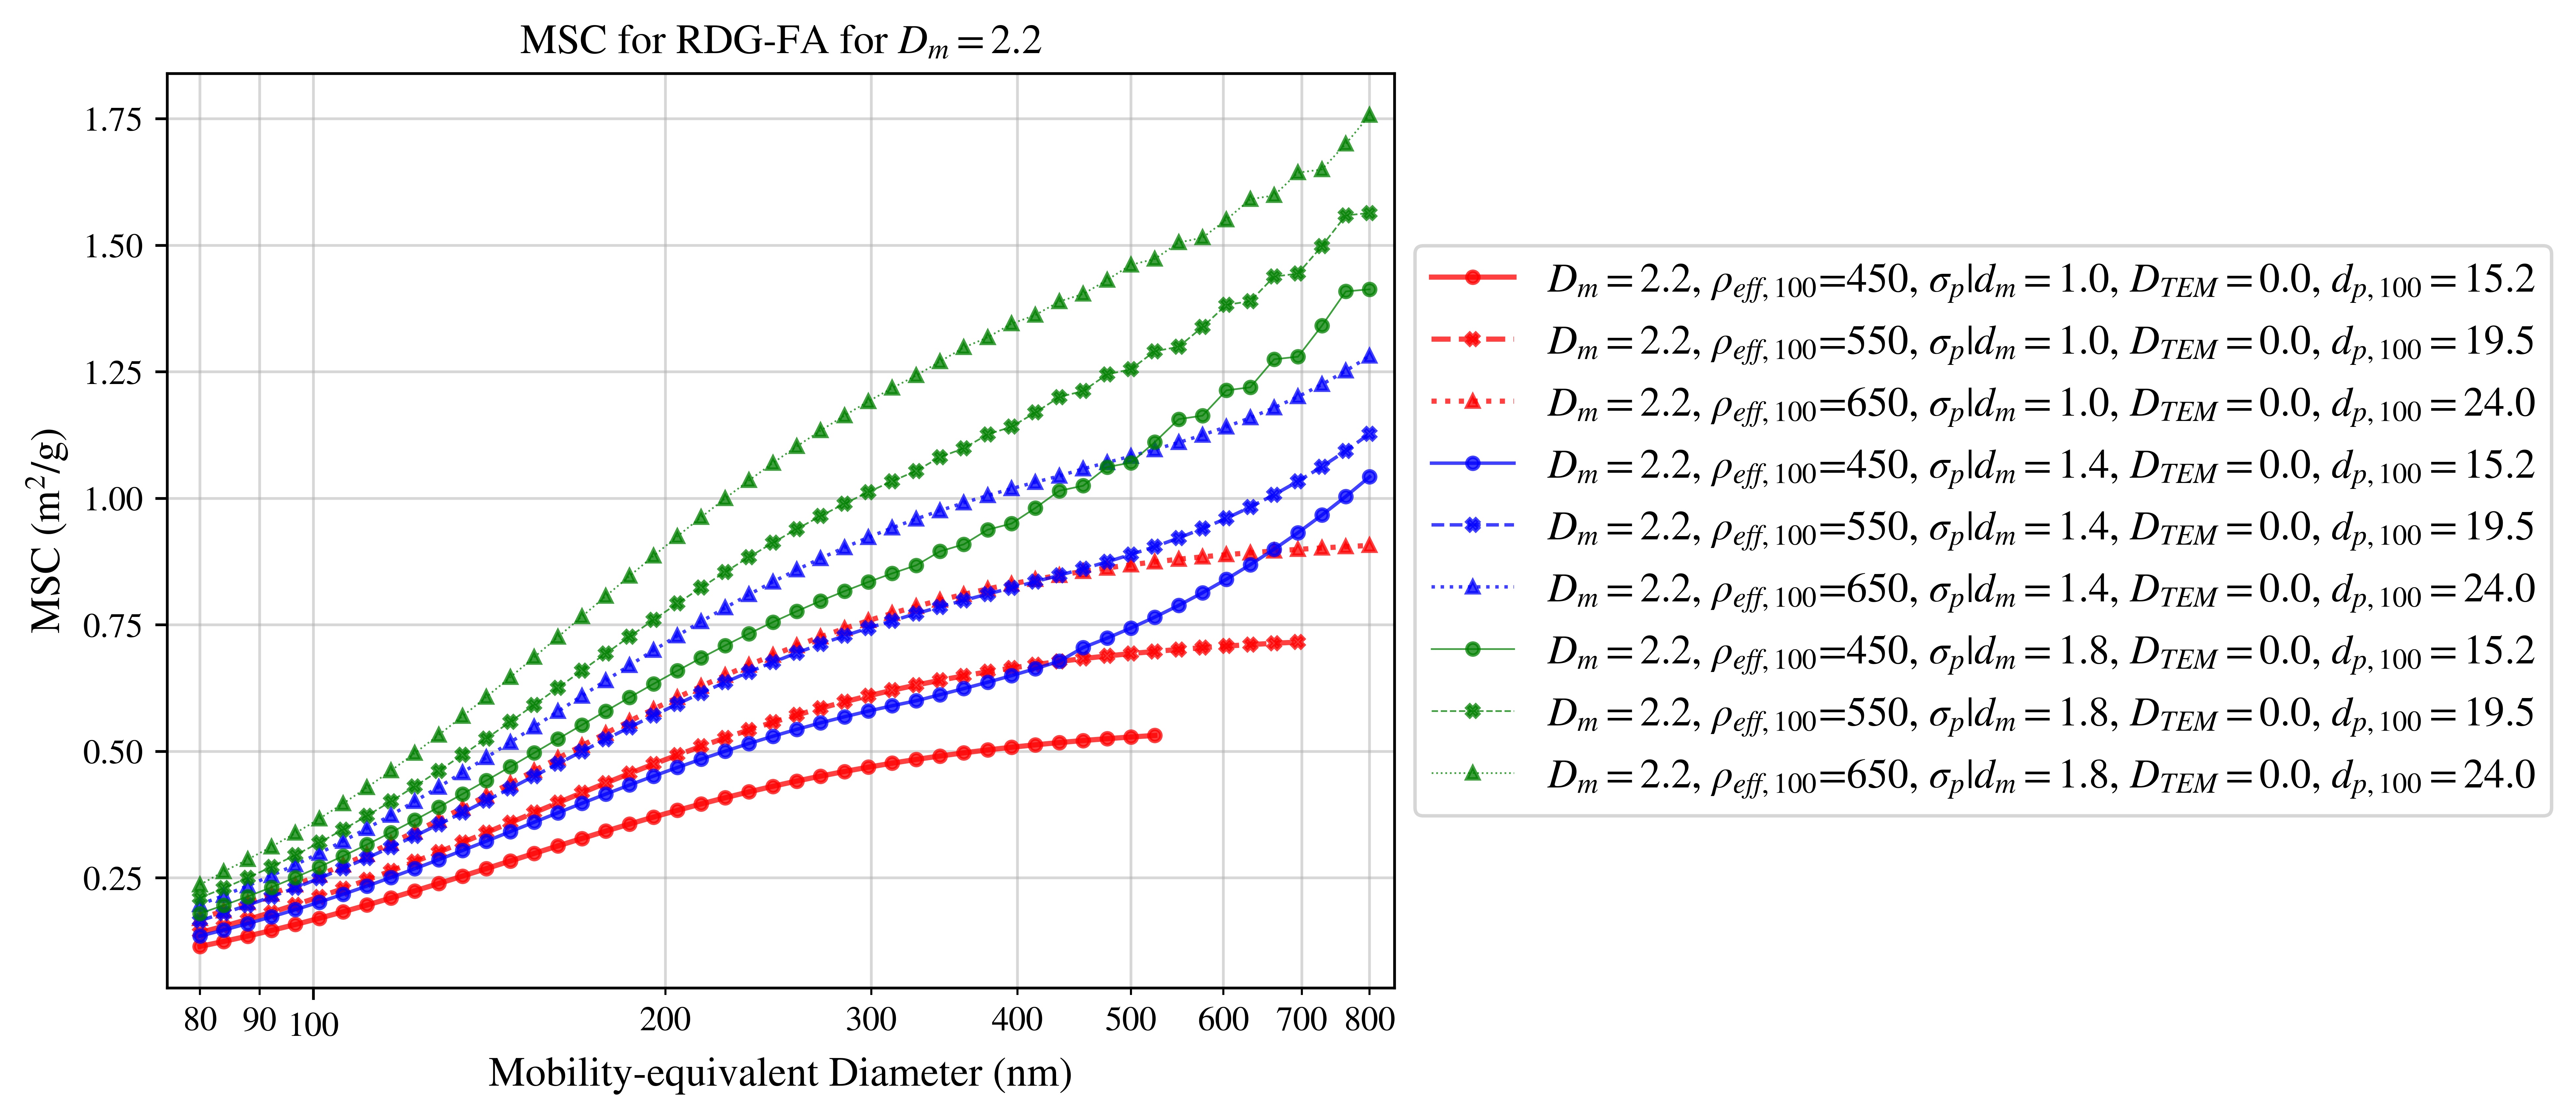 MSC for RDG-FA for Dₘ = 2.2
MSC (m²/g)
1.75
1.50
1.25
1.00
0.75
0.50
0.25
80 90 100 200 300 400 500 600 700 800
Mobility-equivalent Diameter (nm)
D_m = 2.2, ρ_eff,100=450, σ_p|d_m = 1.0, D_TEM = 0.0, d_p,100 = 15.2
D_m = 2.2, ρ_eff,100=550, σ_p|d_m = 1.0, D_TEM = 0.0, d_p,100 = 19.5
D_m = 2.2, ρ_eff,100=650, σ_p|d_m = 1.0, D_TEM = 0.0, d_p,100 = 24.0
D_m = 2.2, ρ_eff,100=450, σ_p|d_m = 1.4, D_TEM = 0.0, d_p,100 = 15.2
D_m = 2.2, ρ_eff,100=550, σ_p|d_m = 1.4, D_TEM = 0.0, d_p,100 = 19.5
D_m = 2.2, ρ_eff,100=650, σ_p|d_m = 1.4, D_TEM = 0.0, d_p,100 = 24.0
D_m = 2.2, ρ_eff,100=450, σ_p|d_m = 1.8, D_TEM = 0.0, d_p,100 = 15.2
D_m = 2.2, ρ_eff,100=550, σ_p|d_m = 1.8, D_TEM = 0.0, d_p,100 = 19.5
D_m = 2.2, ρ_eff,100=650, σ_p|d_m = 1.8, D_TEM = 0.0, d_p,100 = 24.0